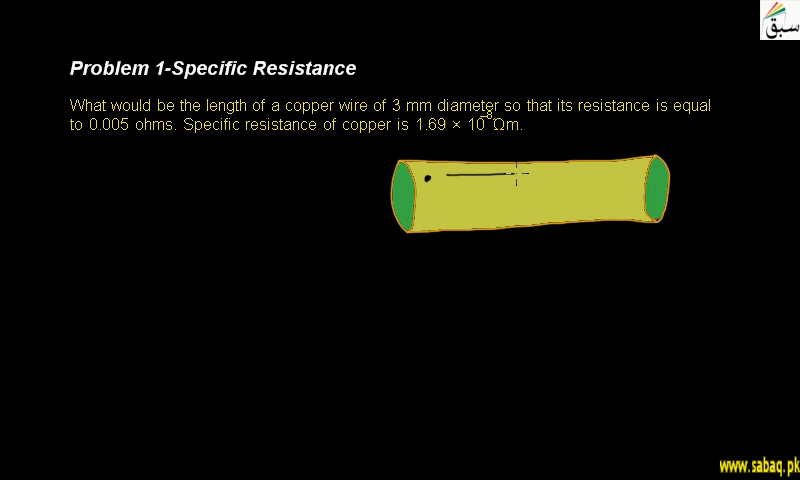 سبق
Problem 1-Specific Resistance
What would be the length of a copper wire of 3 mm diameter so that its resistance is equal
to 0.005 ohms. Specific resistance of copper is 1.69 × 10⁻⁸Ωm.
www.sabaq.pk